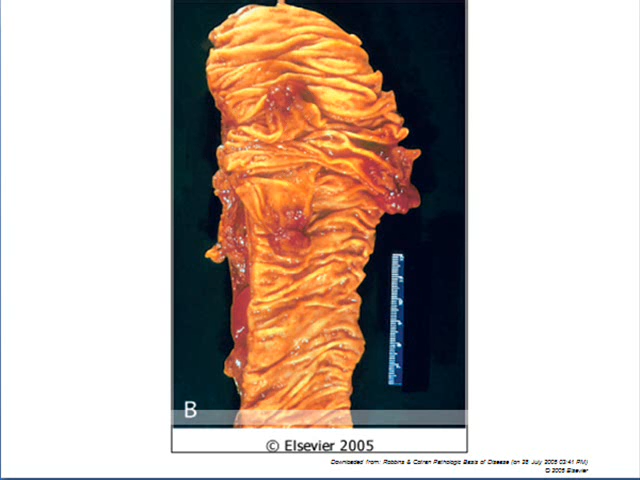 B
© Elsevier 2005
Downloaded from: Robbins & Cotran Pathologic Basis of Disease (on 28 July 2005 03:41 PM)
© 2005 Elsevier